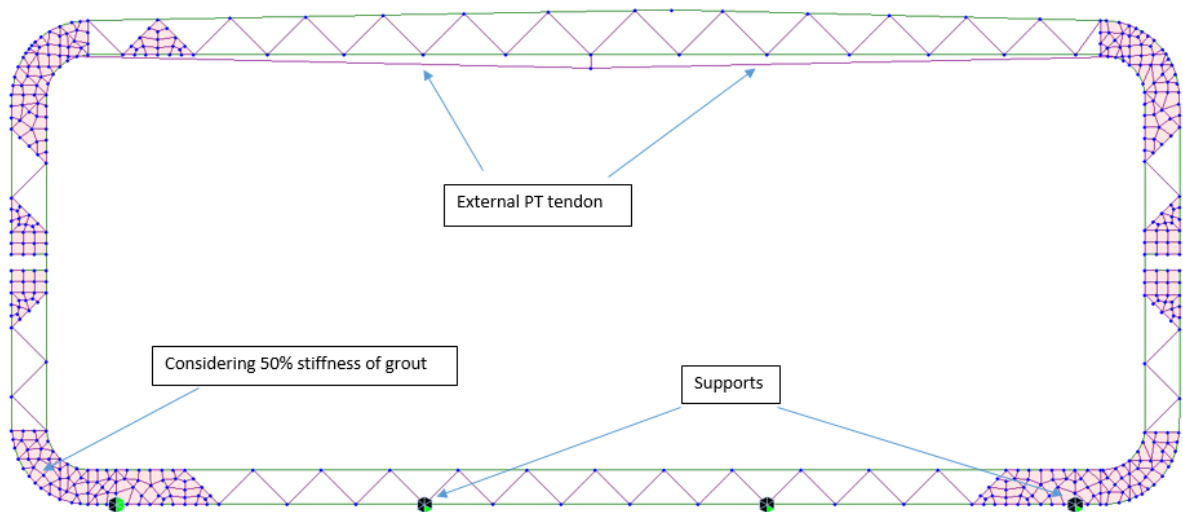 External PT tendon
Considering 50% stiffness of grout
Supports